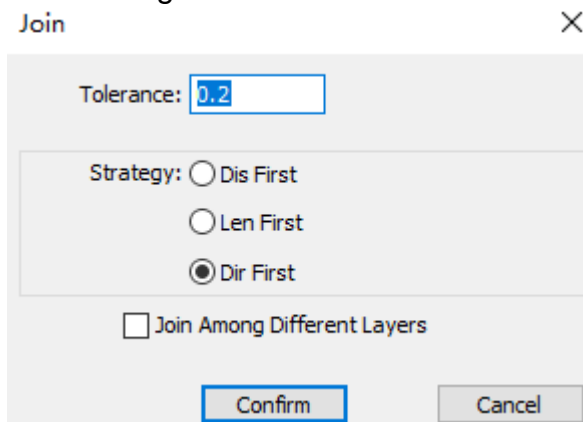 Join
Tolerance: 0.2
Strategy: Dis First
Len First
Dir First
Join Among Different Layers
Confirm Cancel